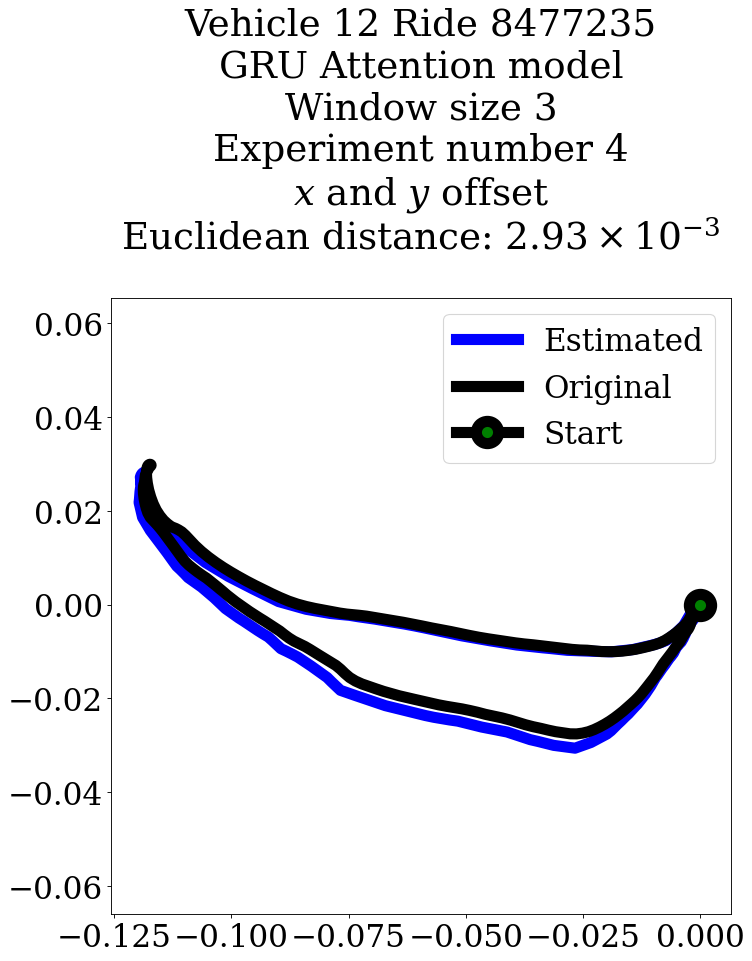 Vehicle 12 Ride 8477235
GRU Attention model
Window size 3
Experiment number 4
x and y offset
Euclidean distance: 2.93 × 10⁻³
0.06
0.04
0.02
0.00
−0.02
−0.04
−0.06
Estimated
Original
Start
−0.125 −0.100 −0.075 −0.050 −0.025 0.000